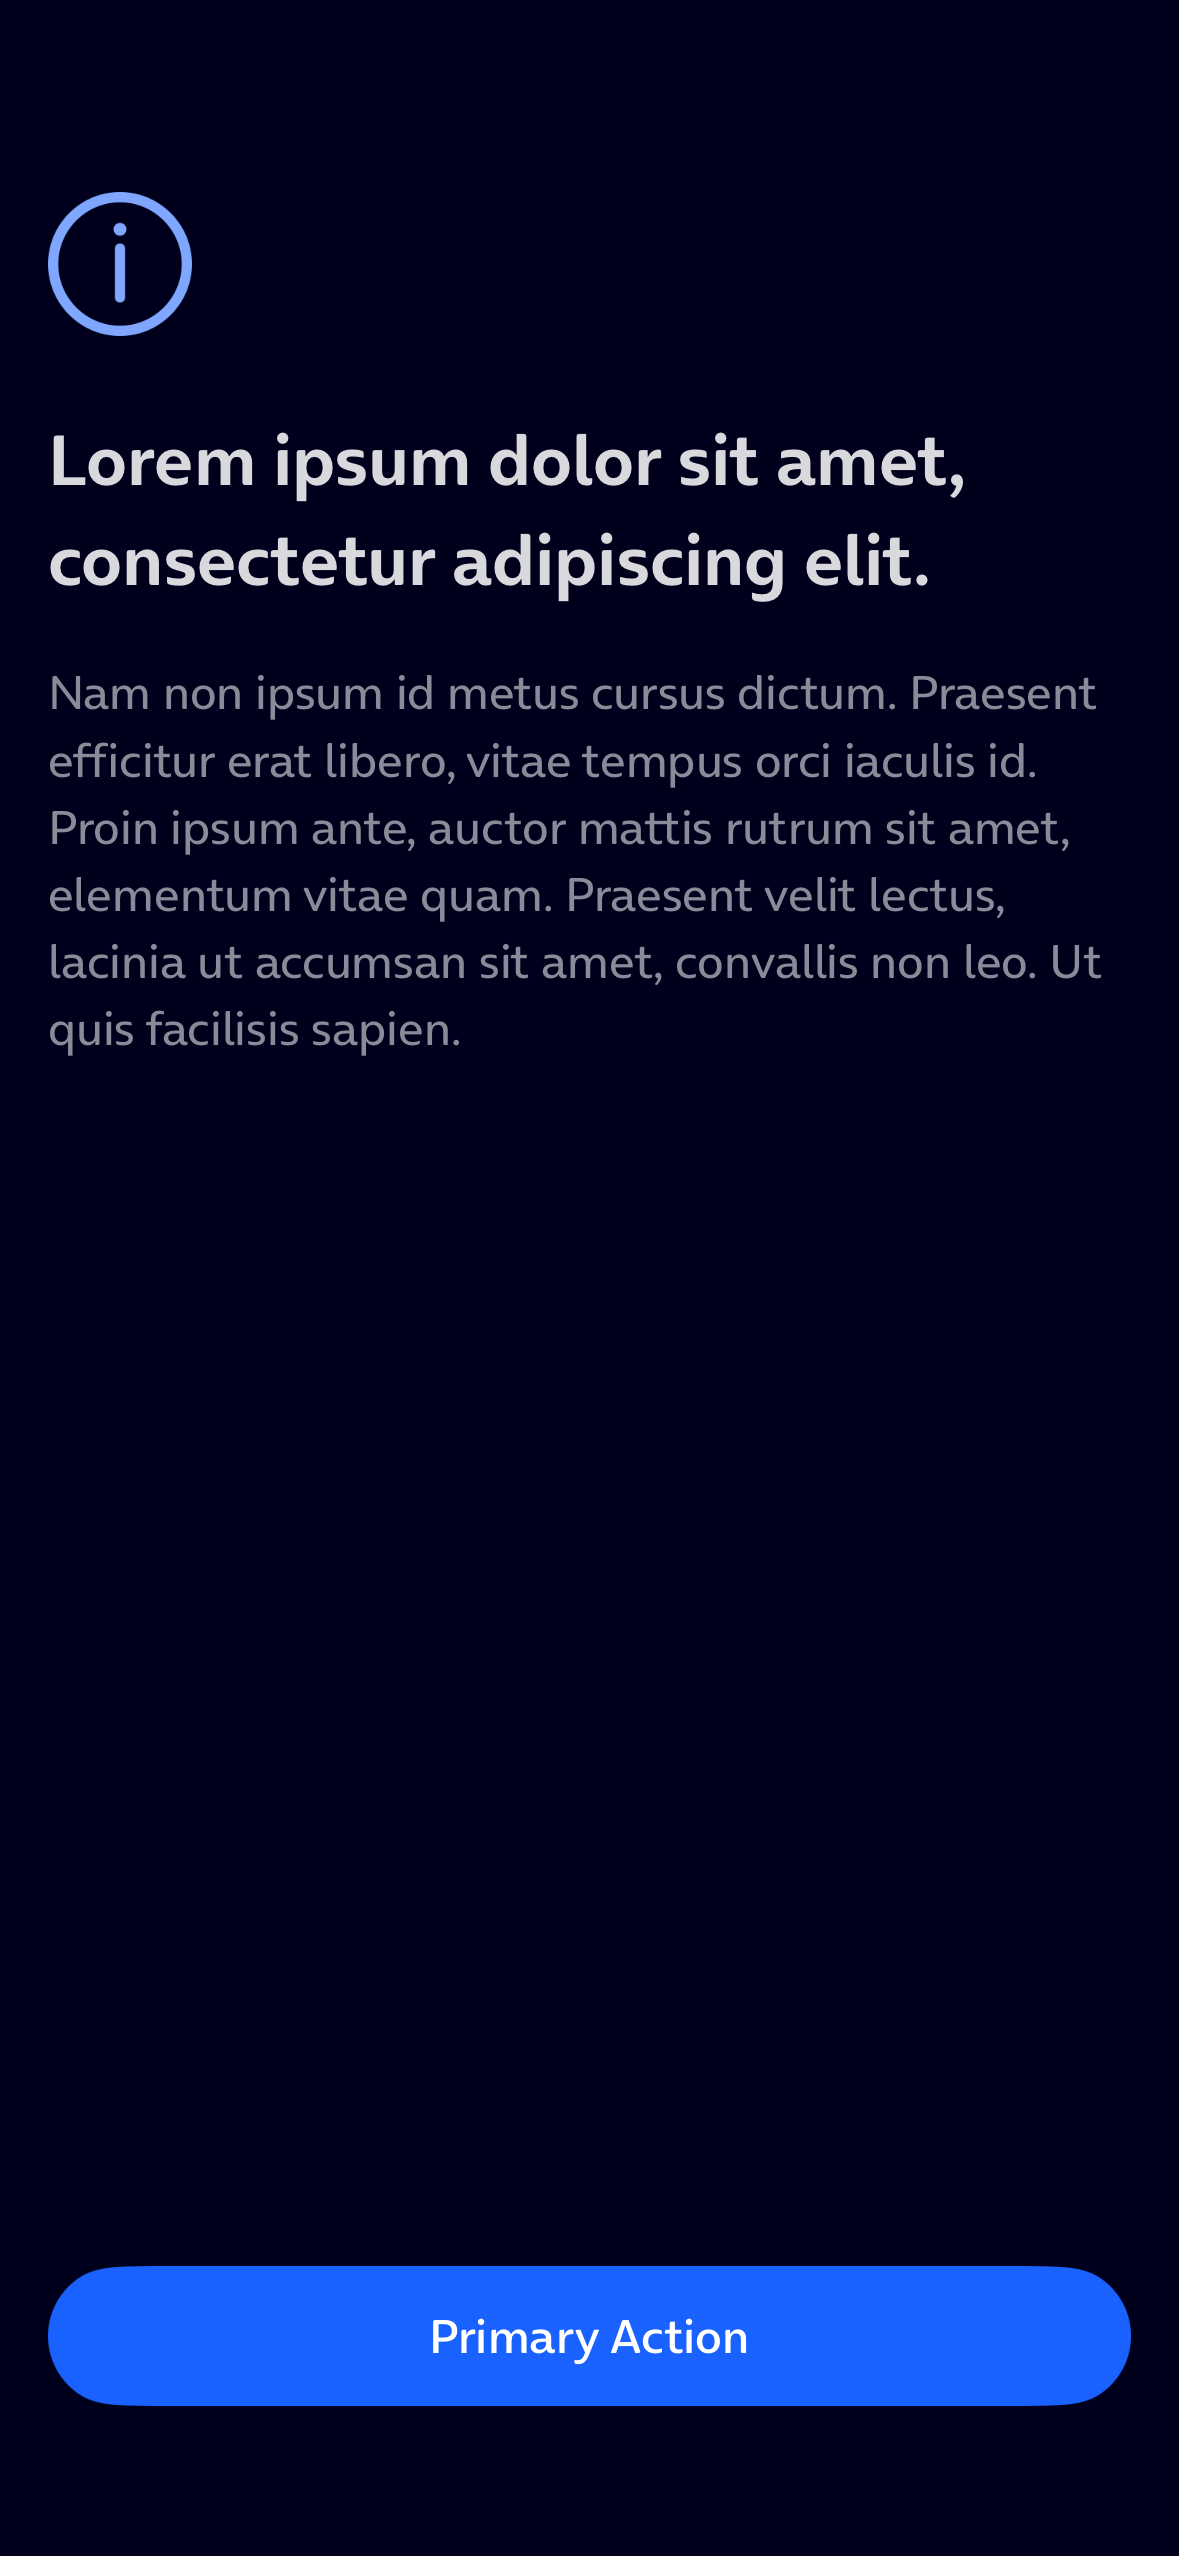 Lorem ipsum dolor sit amet,
consectetur adipiscing elit.
Nam non ipsum id metus cursus dictum. Praesent
efficitur erat libero, vitae tempus orci iaculis id.
Proin ipsum ante, auctor mattis rutrum sit amet,
elementum vitae quam. Praesent velit lectus,
lacinia ut accumsan sit amet, convallis non leo. Ut
quis facilisis sapien.
Primary Action